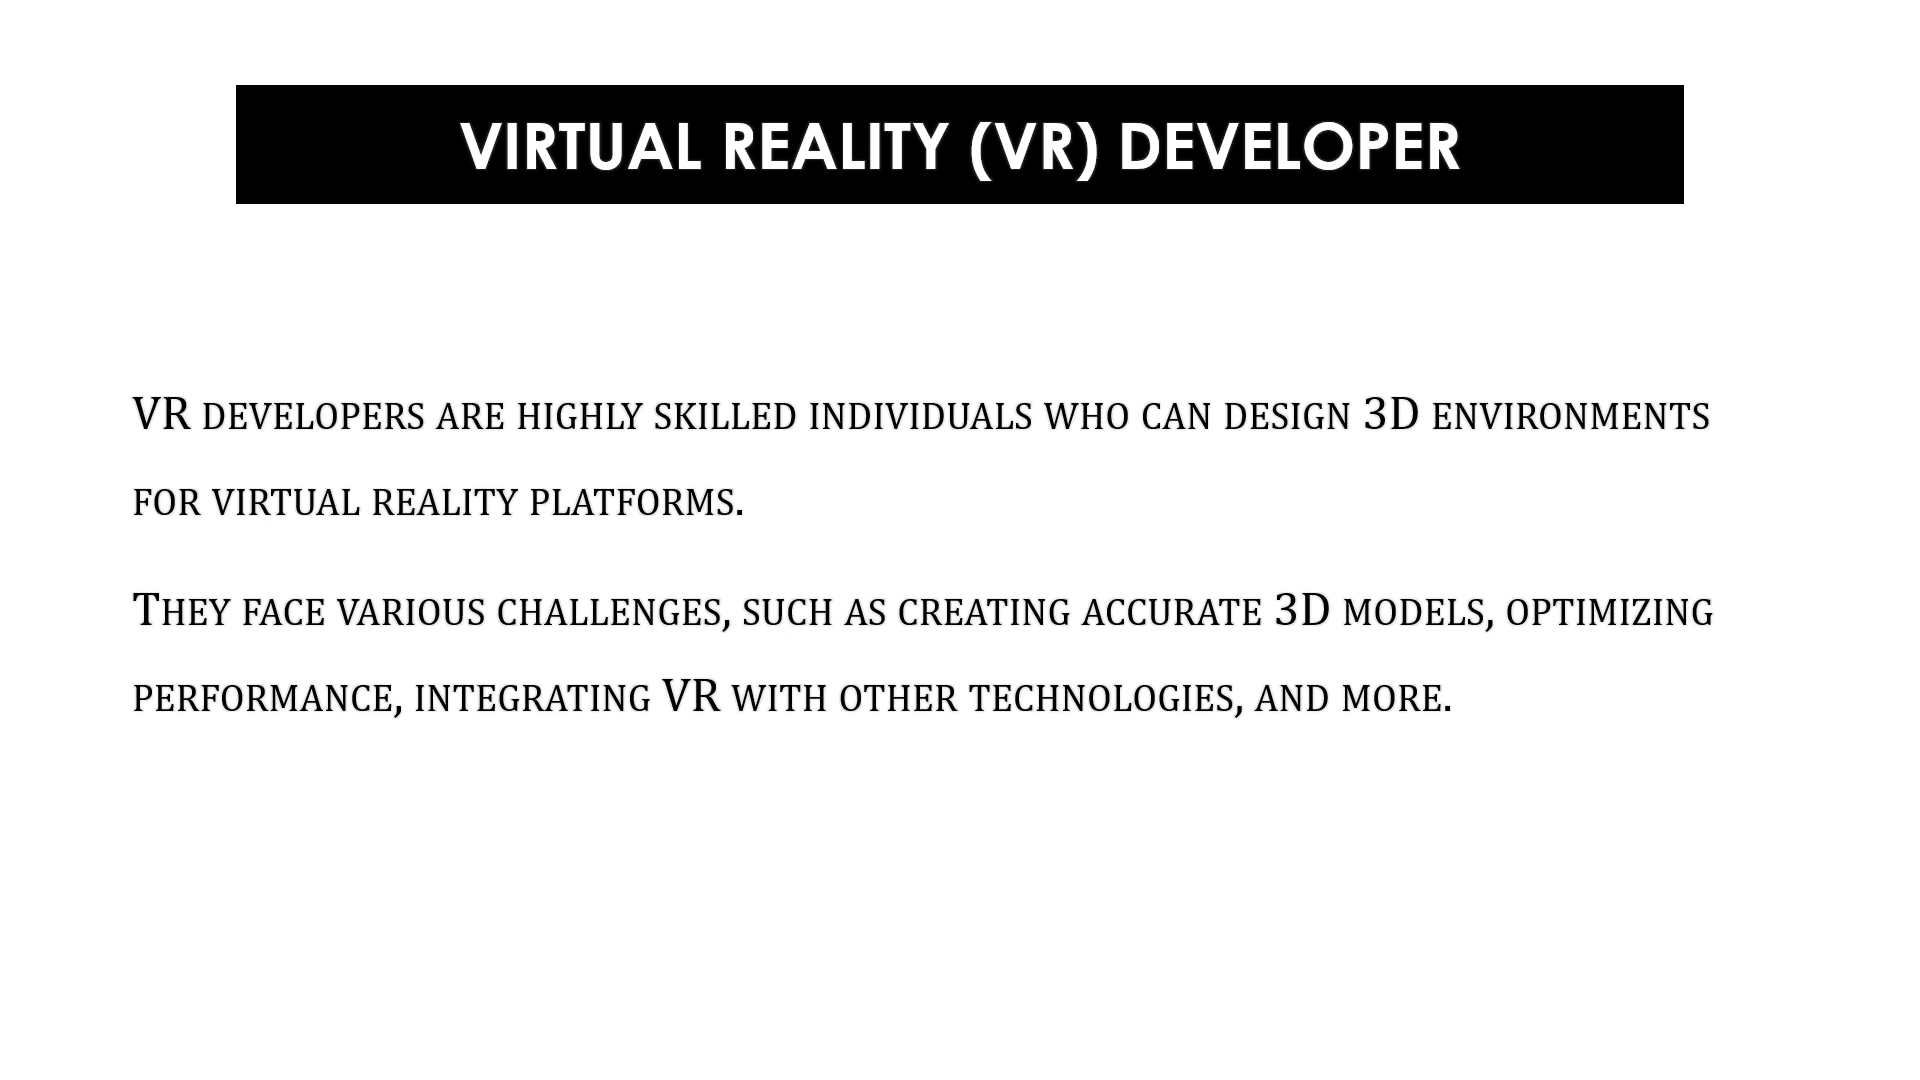 VIRTUAL REALITY (VR) DEVELOPER
VR DEVELOPERS ARE HIGHLY SKILLED INDIVIDUALS WHO CAN DESIGN 3D ENVIRONMENTS
FOR VIRTUAL REALITY PLATFORMS.
THEY FACE VARIOUS CHALLENGES, SUCH AS CREATING ACCURATE 3D MODELS, OPTIMIZING
PERFORMANCE, INTEGRATING VR WITH OTHER TECHNOLOGIES, AND MORE.